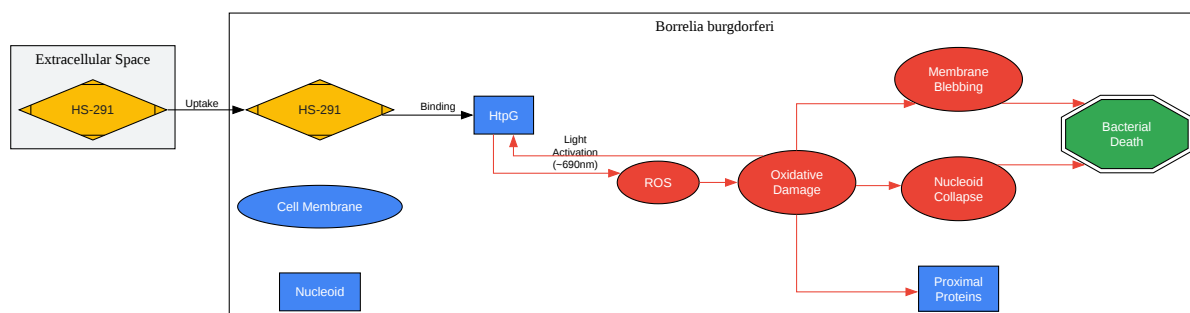 Borrelia burgdorferi
Extracellular Space
HS-291
Uptake
HS-291
Binding
HtpG
Light
Activation
(~690nm)
ROS
Oxidative
Damage
Membrane
Blebbing
Nucleoid
Collapse
Bacterial
Death
Cell Membrane
Nucleoid
Proximal
Proteins